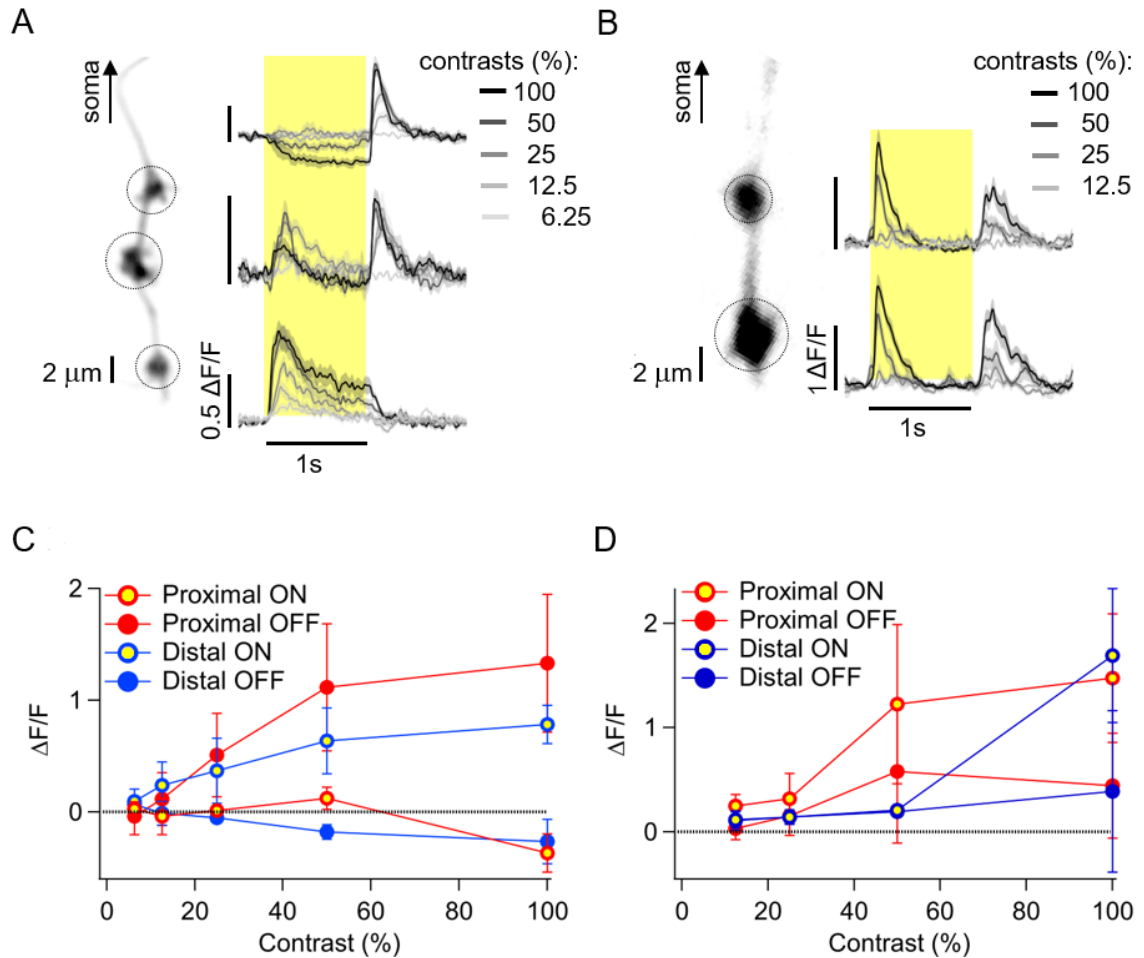 A
soma
2 μm
contrasts (%):
100
50
25
12.5
6.25
0.5 ΔF/F
1s
B
soma
2 μm
contrasts (%):
100
50
25
12.5
1 ΔF/F
1s
C
Proximal ON
Proximal OFF
Distal ON
Distal OFF
ΔF/F
2
1
0
0 20 40 60 80 100
Contrast (%)
D
Proximal ON
Proximal OFF
Distal ON
Distal OFF
ΔF/F
2
1
0
0 20 40 60 80 100
Contrast (%)